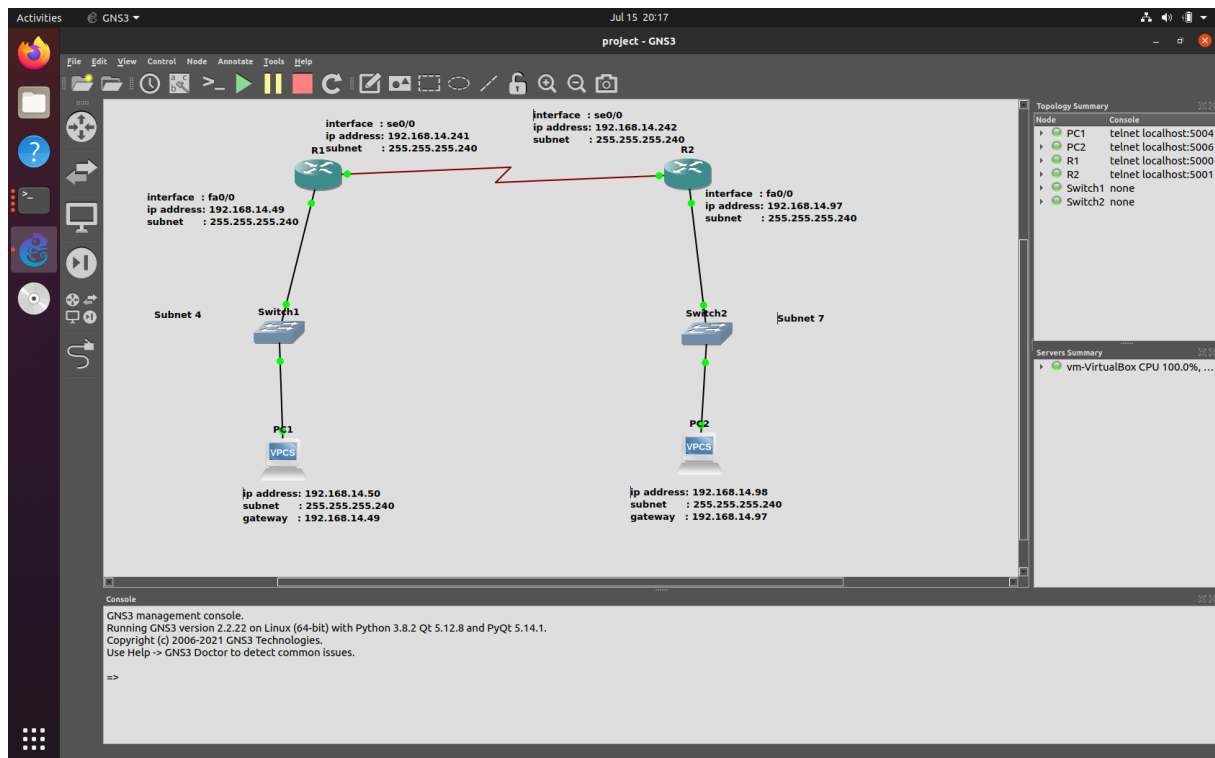 Activities GNS3 Jul 15 20:17
project - GNS3
File Edit View Control Node Annotate Tools Help
interface : se0/0
ip address: 192.168.14.241
subnet : 255.255.255.240
R1
interface : se0/0
ip address: 192.168.14.242
subnet : 255.255.255.240
R2
interface : fa0/0
ip address: 192.168.14.49
subnet : 255.255.255.240
interface : fa0/0
ip address: 192.168.14.97
subnet : 255.255.255.240
Subnet 4
Switch1
Switch2
Subnet 7
PC1
VPCS
ip address: 192.168.14.50
subnet : 255.255.255.240
gateway : 192.168.14.49
PC2
VPCS
ip address: 192.168.14.98
subnet : 255.255.255.240
gateway : 192.168.14.97
Topology Summary
Node Console
PC1 telnet localhost:5004
PC2 telnet localhost:5006
R1 telnet localhost:5000
R2 telnet localhost:5001
Switch1 none
Switch2 none
Servers Summary
vm-VirtualBox CPU 100.0%, ...
Console
GNS3 management console.
Running GNS3 version 2.2.22 on Linux (64-bit) with Python 3.8.2 Qt 5.12.8 and PyQt 5.14.1.
Copyright (c) 2006-2021 GNS3 Technologies.
Use Help -> GNS3 Doctor to detect common issues.
=>